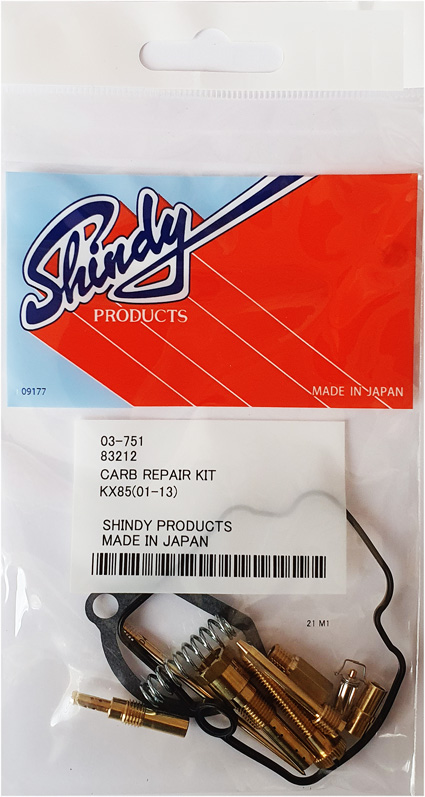 Shindy
PRODUCTS
09177
MADE IN JAPAN
03-751
83212
CARB REPAIR KIT
KX85(01-13)
SHINDY PRODUCTS
MADE IN JAPAN
21 M1